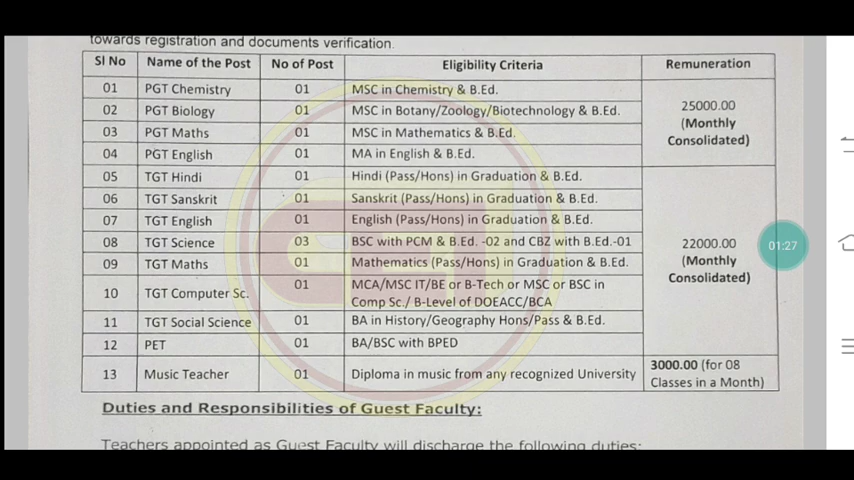 towards registration and documents verification.
Sl No Name of the Post No of Post Eligibility Criteria Remuneration
01 PGT Chemistry 01 MSC in Chemistry & B.Ed.
02 PGT Biology 01 MSC in Botany/Zoology/Biotechnology & B.Ed.
03 PGT Maths 01 MSC in Mathematics & B.Ed.
04 PGT English 01 MA in English & B.Ed.
25000.00
(Monthly
Consolidated)
05 TGT Hindi 01 Hindi (Pass/Hons) in Graduation & B.Ed.
06 TGT Sanskrit 01 Sanskrit (Pass/Hons) in Graduation & B.Ed.
07 TGT English 01 English (Pass/Hons) in Graduation & B.Ed.
08 TGT Science 03 BSC with PCM & B.Ed. -02 and CBZ with B.Ed.-01
09 TGT Maths 01 Mathematics (Pass/Hons) in Graduation & B.Ed.
10 TGT Computer Sc. 01 MCA/MSC IT/BE or B-Tech or MSC or BSC in
Comp Sc./ B-Level of DOEACC/BCA
11 TGT Social Science 01 BA in History/Geography Hons/Pass & B.Ed.
12 PET 01 BA/BSC with BPED
22000.00
(Monthly
Consolidated)
13 Music Teacher 01 Diploma in music from any recognized University 3000.00 (for 08
Classes in a Month)
Duties and Responsibilities of Guest Faculty:
Teachers appointed as Guest Faculty will discharge the following duties:
01:27